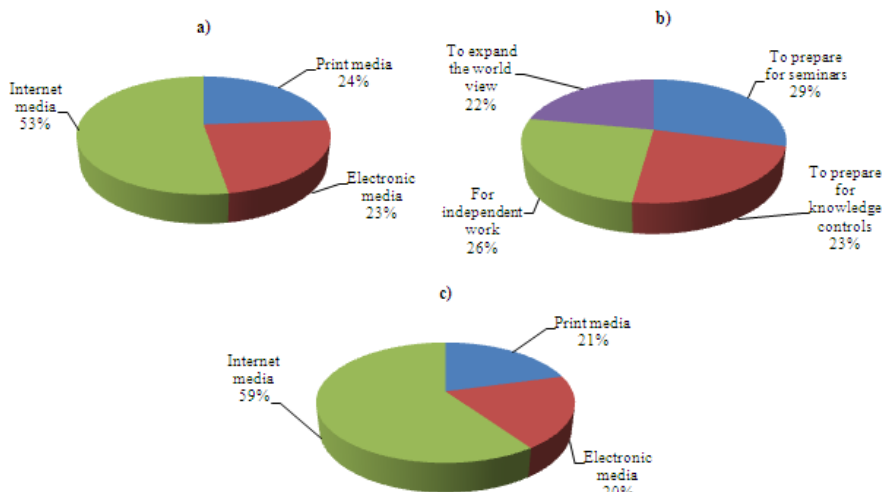 a)
Print media
24%
Internet
media
53%
Electronic
media
23%
b)
To expand
the world
view
22%
To prepare
for seminars
29%
For
independent
work
26%
To prepare
for
knowledge
controls
23%
c)
Print media
21%
Internet
media
59%
Electronic
media
20%